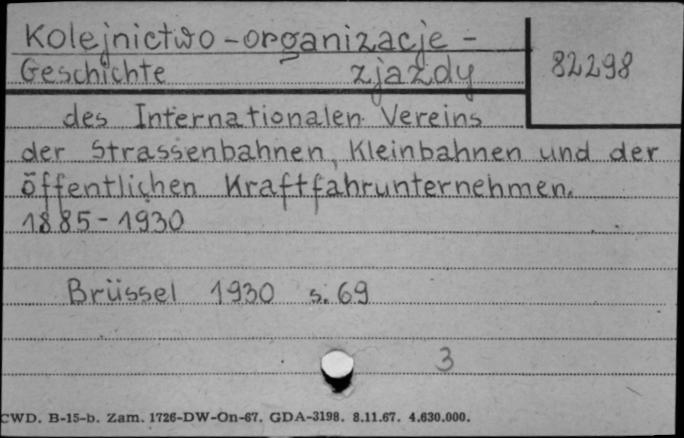 Kolejnictwo - organizacje -
Geschichte zjazdy
82298
des Internationalen Vereins
der Strassenbahnen, Kleinbahnen und der
öffentlichen Kraftfahrunternehmen.
1885-1930
Brüssel 1930 s. 69
3
CWD. B-15-b. Zam. 1726-DW-On-67. GDA-3198. 8.11.67. 4.630.000.